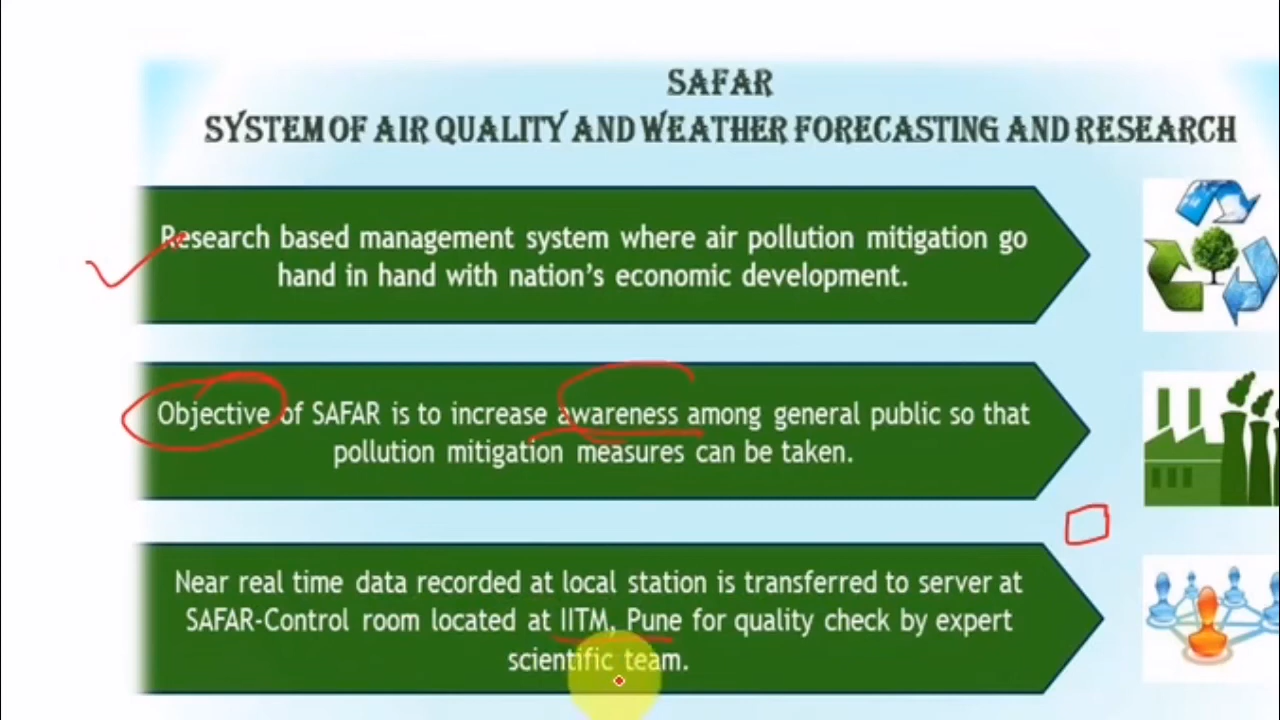 SAFAR
SYSTEM OF AIR QUALITY AND WEATHER FORECASTING AND RESEARCH
Research based management system where air pollution mitigation go
hand in hand with nation's economic development.
Objective of SAFAR is to increase awareness among general public so that
pollution mitigation measures can be taken.
Near real time data recorded at local station is transferred to server at
SAFAR-Control room located at IITM, Pune for quality check by expert
scientific team.